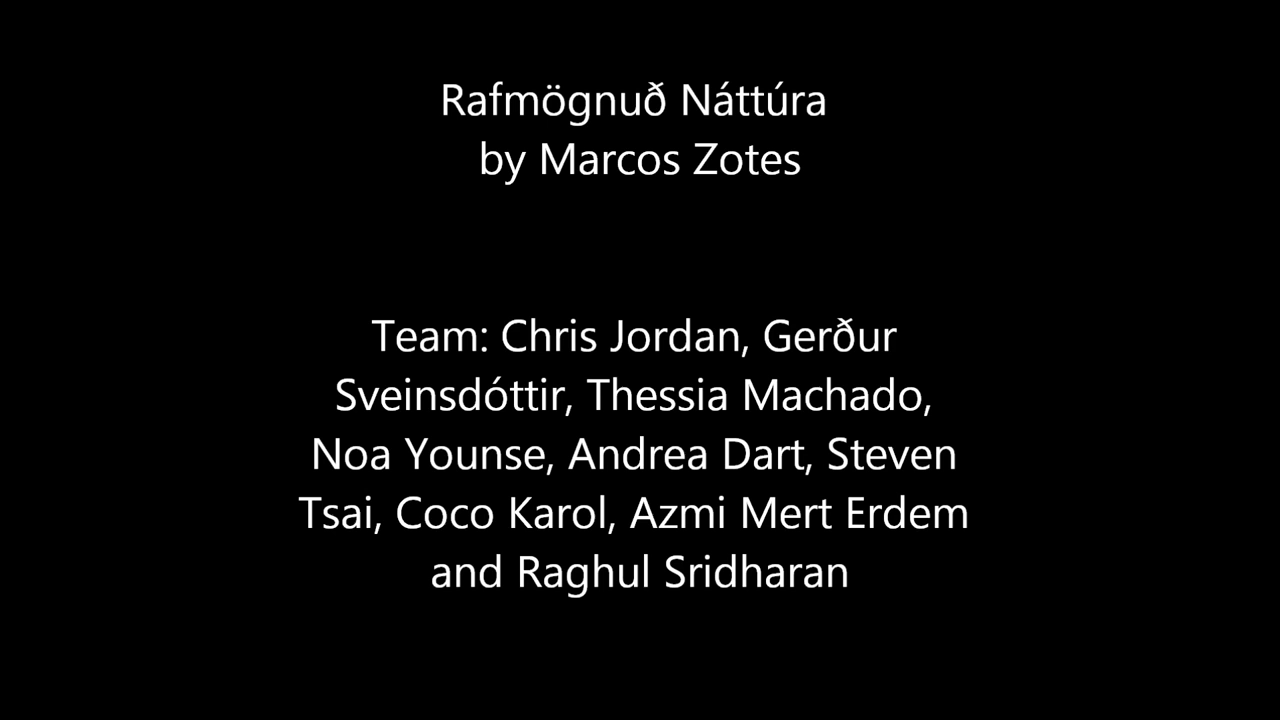 Rafmögnuð Náttúra
by Marcos Zotes
Team: Chris Jordan, Gerður
Sveinsdóttir, Thessia Machado,
Noa Younse, Andrea Dart, Steven
Tsai, Coco Karol, Azmi Mert Erdem
and Raghul Sridharan